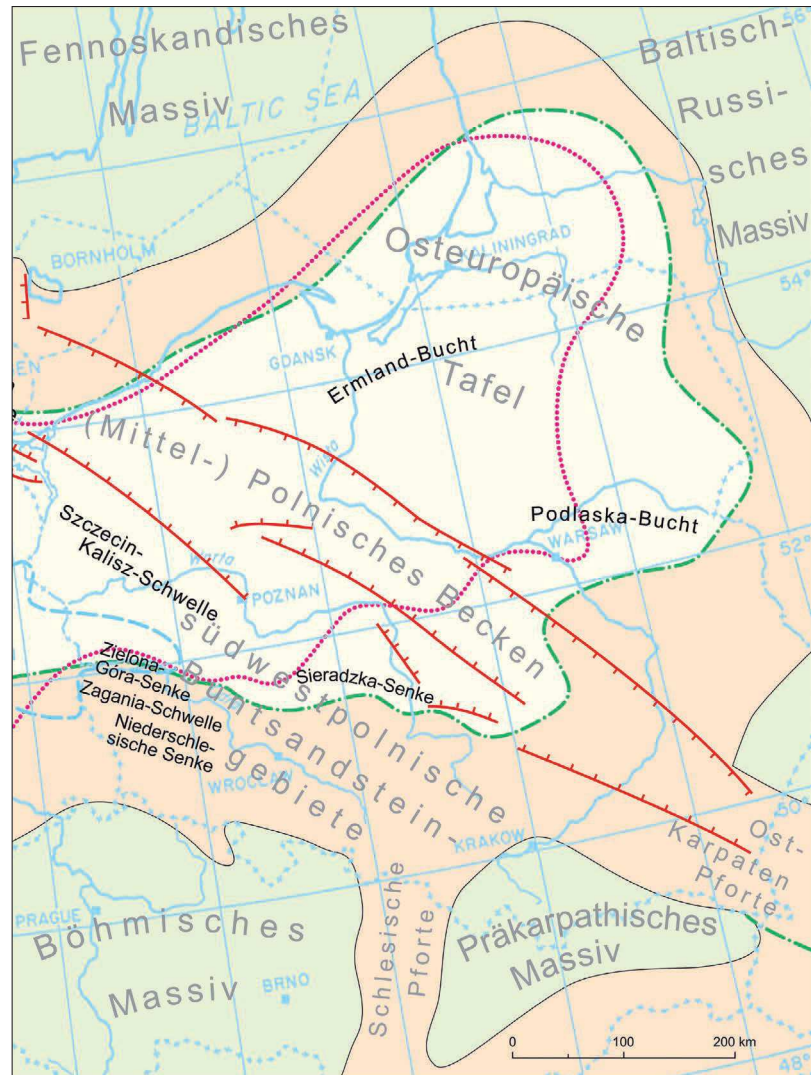 Fennoskandisches
Massiv
BALTIC SEA
Baltisch-
Russi-
sches
Massiv
56°
BORNHOLM
KALININGRAD
Osteuropäische
Tafel
54°
GDANSK
Ermland-Bucht
(Mittel-) Polnisches Becken
Podlaska-Bucht
WARSAW
52°
Szczecin-
Kalisz-Schwelle
Warta
POZNAN
südwestpolnische
Buntsandstein-
gebiete
Zielona-
Góra-Senke
Zagania-Schwelle
Niederschle-
sische Senke
Sieradzka-Senke
WROCLAW
50°
KRAKOW
Ost-
Karpaten
Pforte
PRAGUE
Böhmisches
Massiv
BRNO
Schlesische
Pforte
Präkarpathisches
Massiv
0 100 200 km
48°